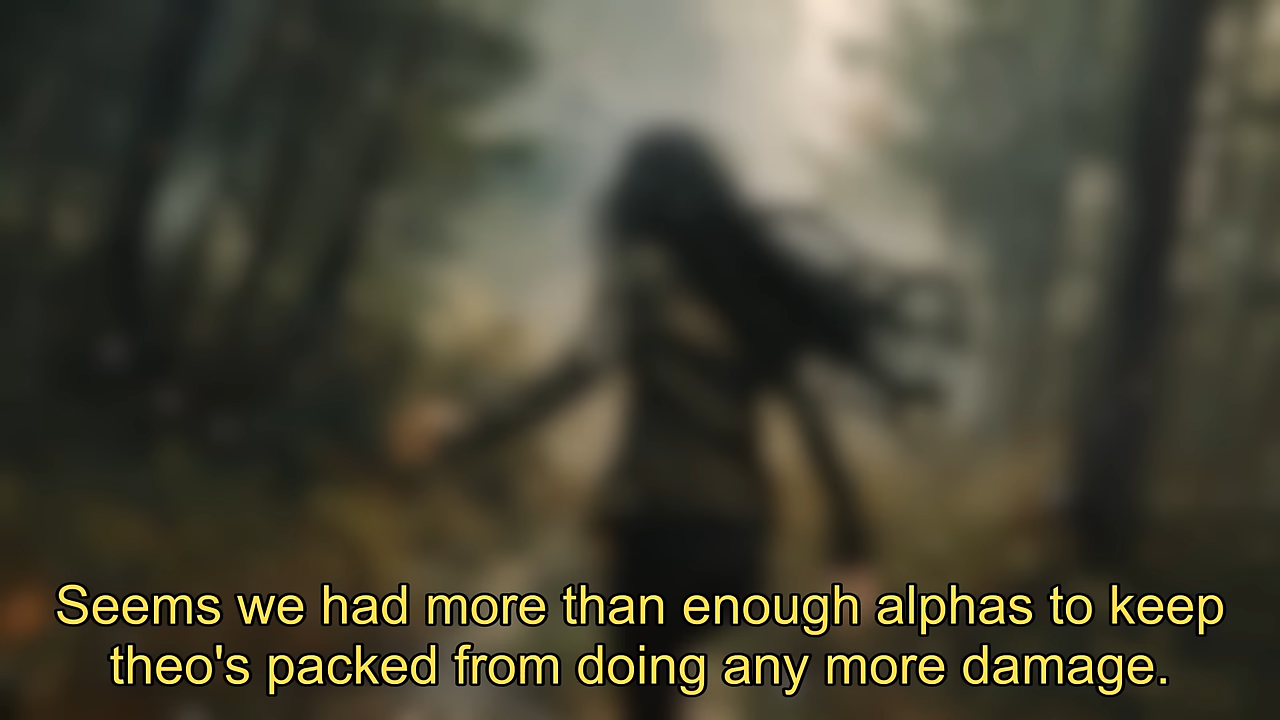 Seems we had more than enough alphas to keep
theo's packed from doing any more damage.